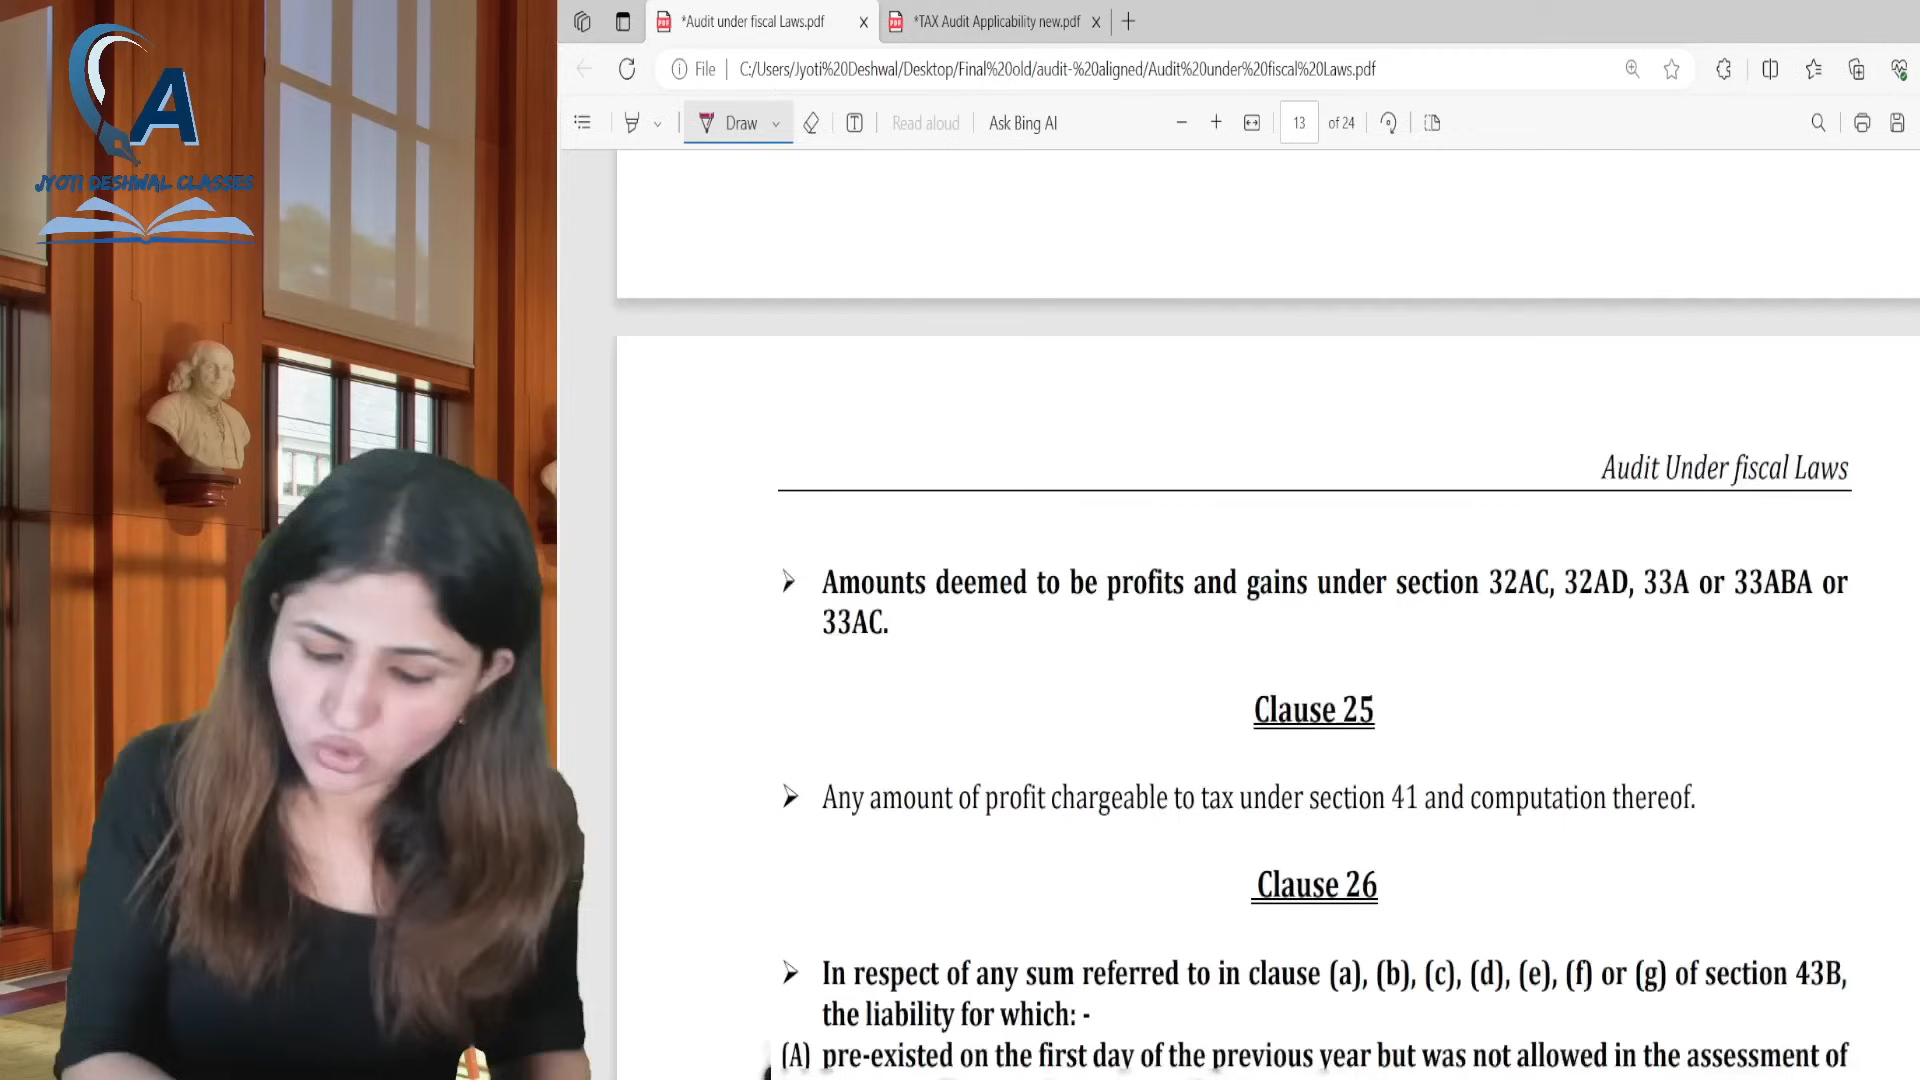 A
JYOTI DESHWAL CLASSES
*Audit under fiscal Laws.pdf
*TAX Audit Applicability new.pdf
File
C:/Users/Jyoti%20Deshwal/Desktop/Final%20old/audit-%20aligned/Audit%20under%20fiscal%20Laws.pdf
Draw
Read aloud
Ask Bing AI
13 of 24
Audit Under fiscal Laws
➢ Amounts deemed to be profits and gains under section 32AC, 32AD, 33A or 33ABA or
33AC.
Clause 25
➢ Any amount of profit chargeable to tax under section 41 and computation thereof.
Clause 26
➢ In respect of any sum referred to in clause (a), (b), (c), (d), (e), (f) or (g) of section 43B,
the liability for which: -
(A) pre-existed on the first day of the previous year but was not allowed in the assessment of